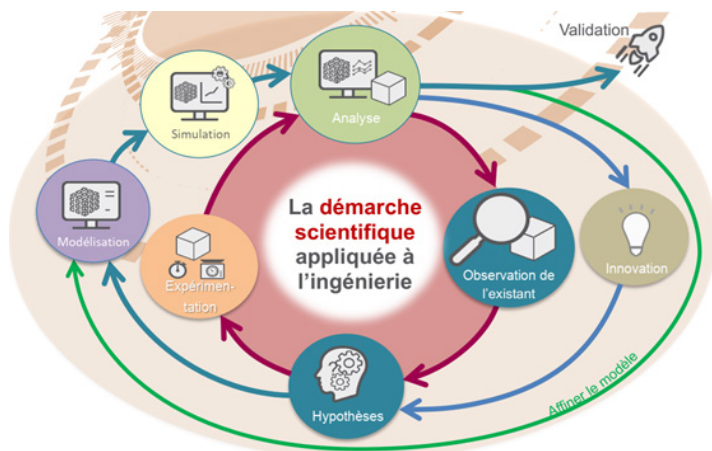 Validation
Analyse
Simulation
Modélisation
La démarche
scientifique
appliquée à
l'ingénierie
Expérimen-
tation
Observation de
l'existant
Innovation
Hypothèses
Affiner le modèle